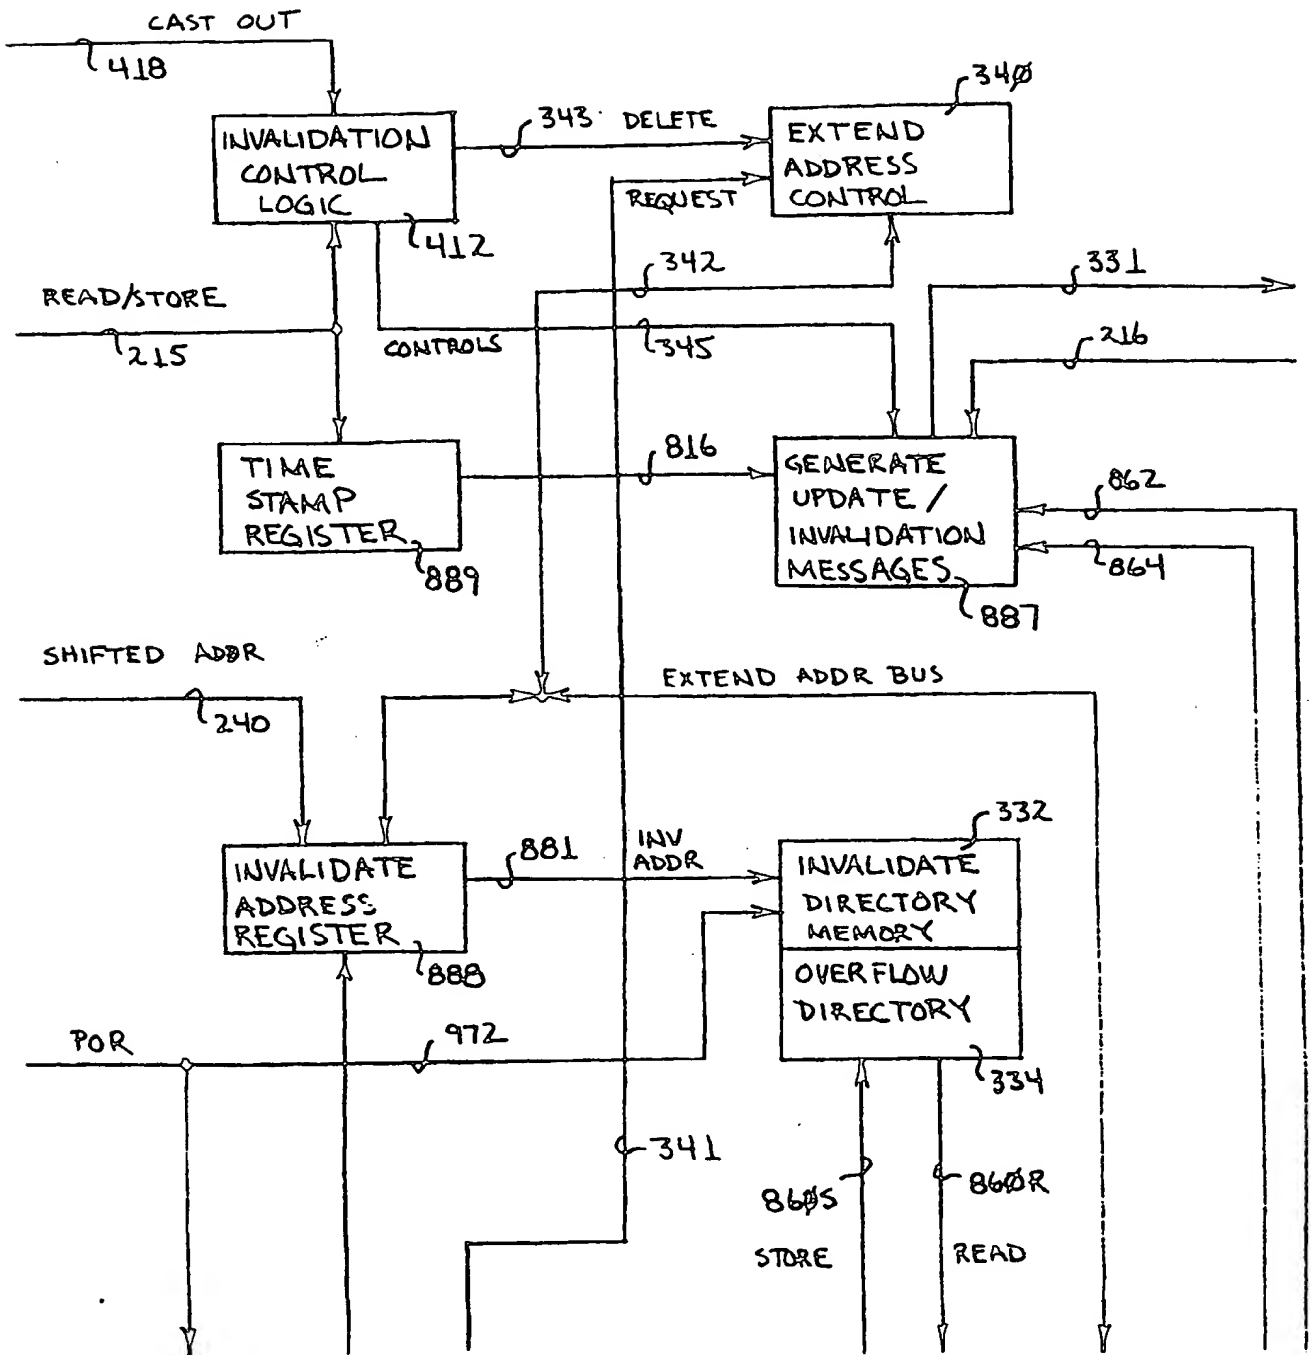 CAST OUT
418
340
343 DELETE
INVALIDATION
CONTROL
LOGIC
412
EXTEND
ADDRESS
CONTROL
REQUEST
342
331
READ/STORE
215
CONTROLS
345
216
816
TIME
STAMP
REGISTER
889
GENERATE
UPDATE /
INVALIDATION
MESSAGES
887
862
864
SHIFTED ADDR
240
EXTEND ADDR BUS
332
881
INV
ADDR
INVALIDATE
ADDRESS
REGISTER
888
INVALIDATE
DIRECTORY
MEMORY
OVERFLOW
DIRECTORY
334
POR
972
341
860S
860R
STORE
READ